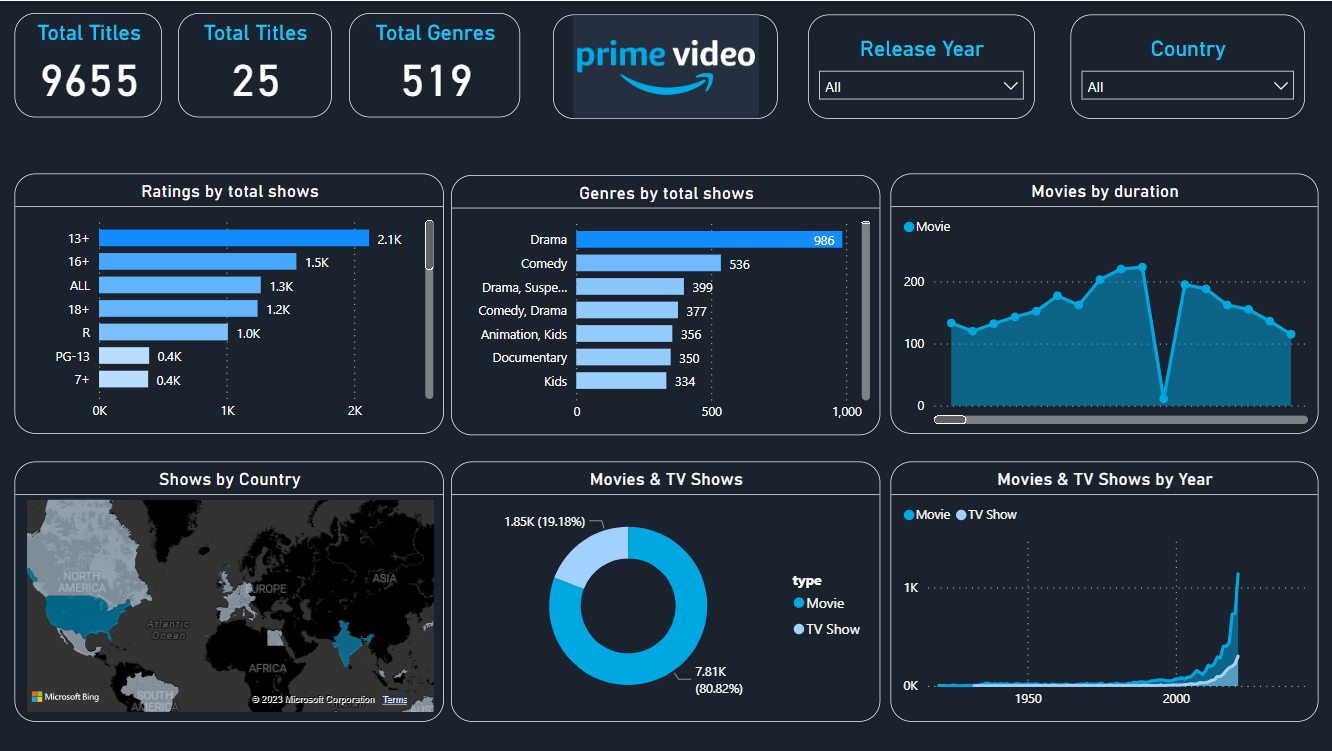 Total Titles
9655
Total Titles
25
Total Genres
519
prime video
Release Year
All
Country
All
Ratings by total shows
13+
2.1K
16+
1.5K
ALL
1.3K
18+
1.2K
R
1.0K
PG-13
0.4K
7+
0.4K
0K
1K
2K
Genres by total shows
Drama
986
Comedy
536
Drama, Suspe...
399
Comedy, Drama
377
Animation, Kids
356
Documentary
350
Kids
334
0
500
1,000
Movies by duration
Movie
200
100
0
Shows by Country
NORTH
AMERICA
EUROPE
ASIA
Atlantic
Ocean
AFRICA
SOUTH
AMERICA
Microsoft Bing
© 2023 Microsoft Corporation
Terms
Movies & TV Shows
1.85K (19.18%)
7.81K
(80.82%)
type
Movie
TV Show
Movies & TV Shows by Year
Movie
TV Show
1K
0K
1950
2000